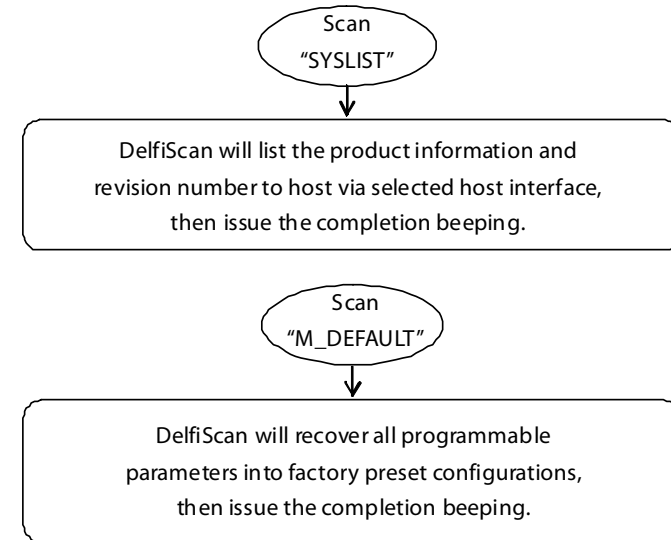 Scan
“SYSLIST”
DelfiScan will list the product information and
revision number to host via selected host interface,
then issue the completion beeping.
Scan
“M_DEFAULT”
DelfiScan will recover all programmable
parameters into factory preset configurations,
then issue the completion beeping.